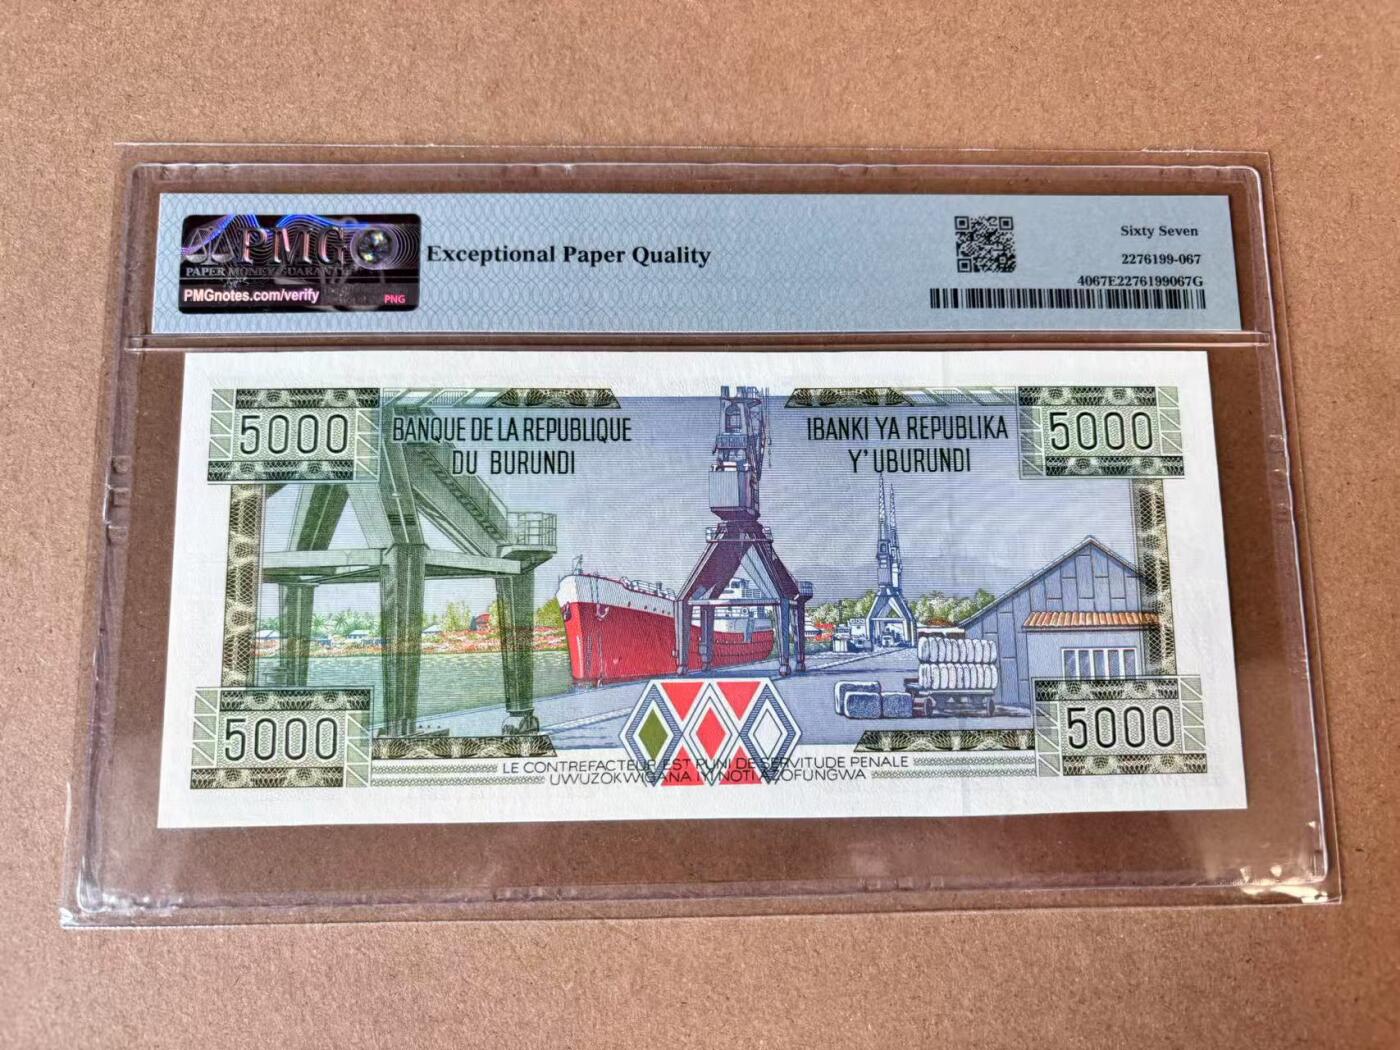 PMG
PAPER MONEY GUARANTY
PMGnotes.com/verify
PNG
Exceptional Paper Quality
Sixty Seven
2276199-067
4067E2276199067G
5000
BANQUE DE LA REPUBLIQUE
DU BURUNDI
IBANKI YA REPUBLIKA
Y' UBURUNDI
5000
5000
5000
LE CONTREFACTEUR EST PUNI DE SERVITUDE PENALE
UWUZOKWIGANA IYI NOTI AZOFUNGWA